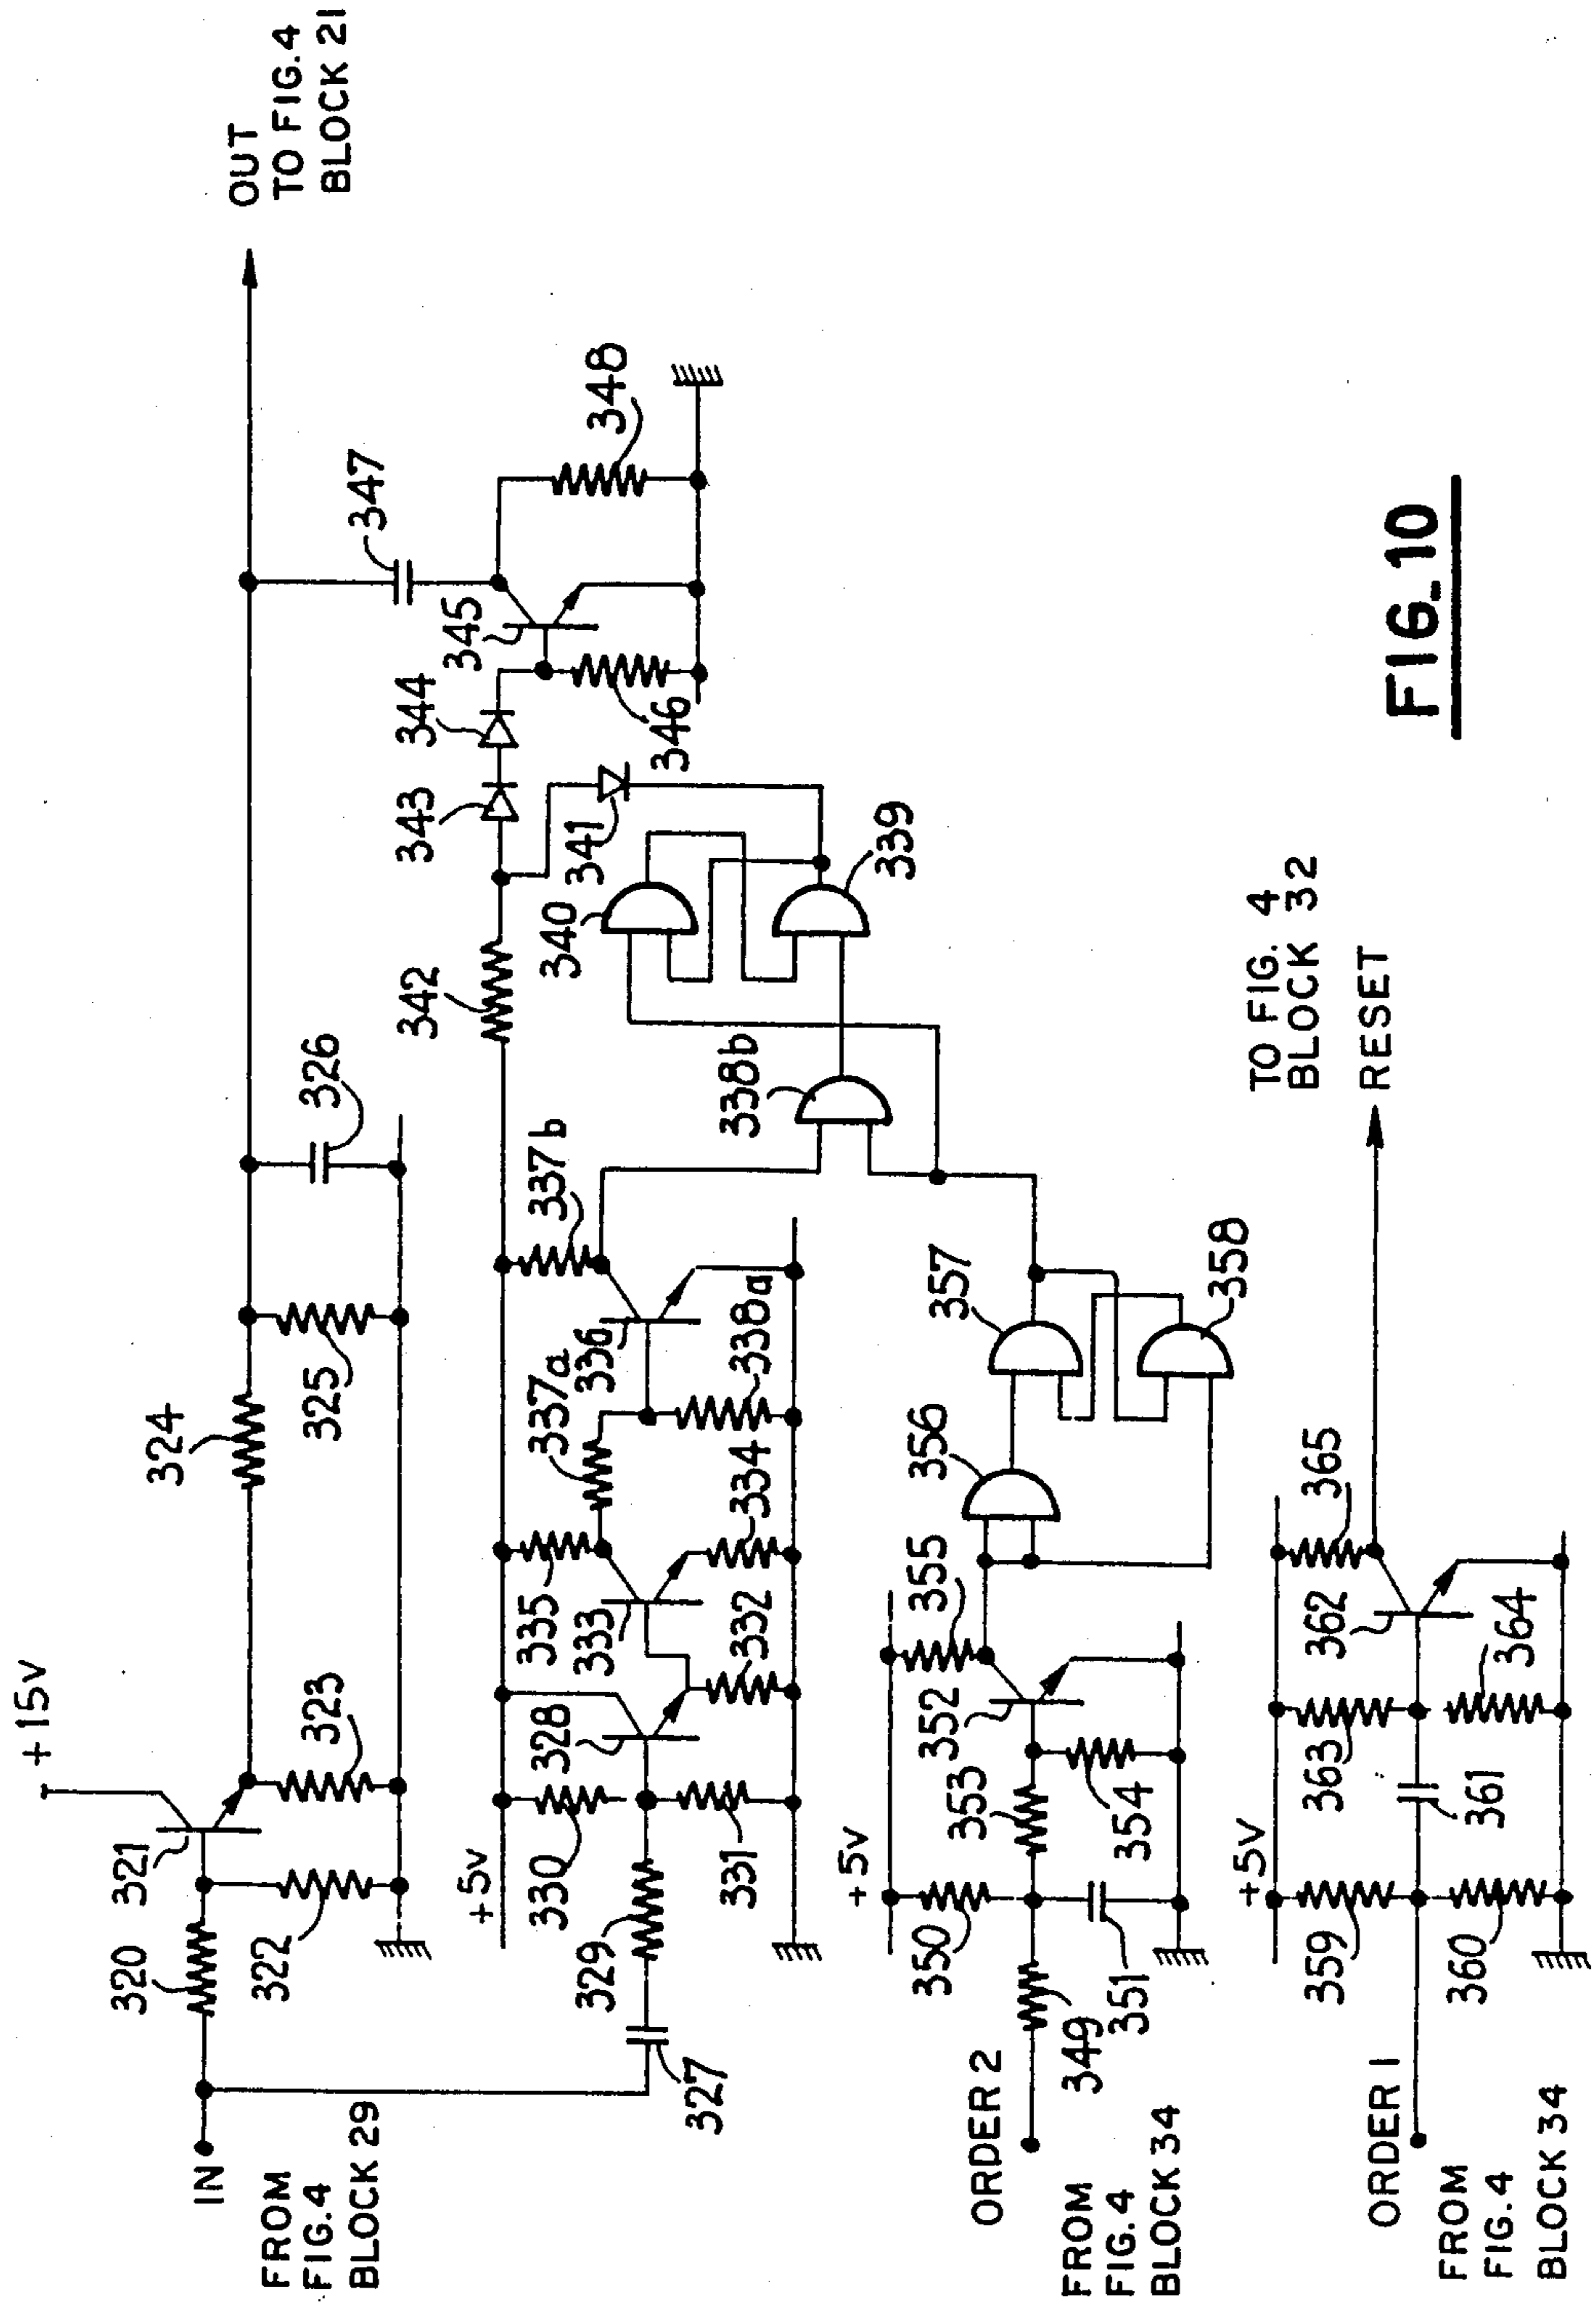 +15V
320
321
322
323
324
325
326
OUT
TO FIG. 4
BLOCK 21
IN
FROM
FIG.4
BLOCK 29
327
+5v
328
329
330
331
332
333
334
335
336
337a
337b
338a
338b
339
340
341
342
343
344
345
346
347
348
ORDER 2
FROM
FIG.4
BLOCK 34
349
+5v
350
351
352
353
354
355
356
357
358
TO FIG. 4
BLOCK 32
RESET
ORDER 1
FROM
FIG.4
BLOCK 34
+5V
359
360
361
362
363
364
365
FIG_10